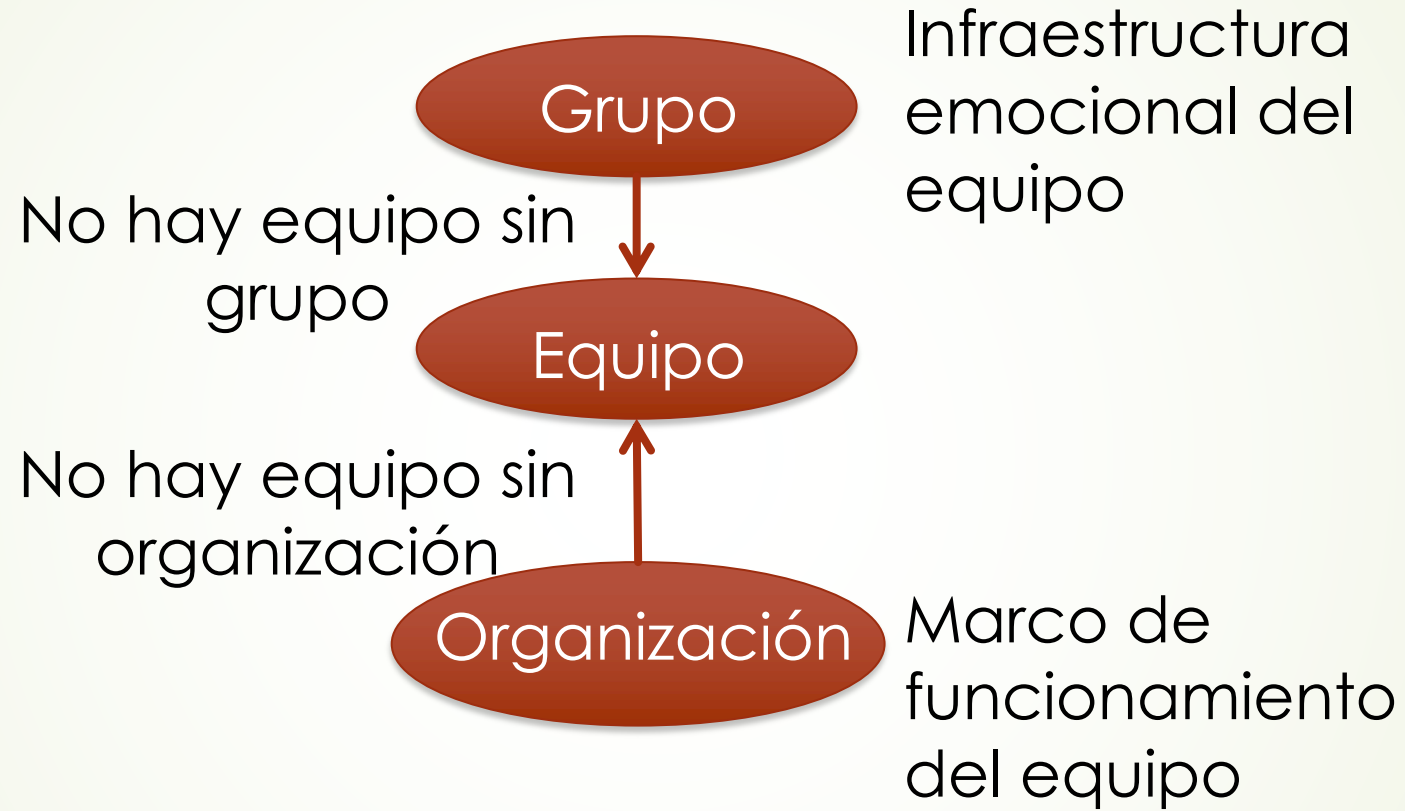 Grupo
Infraestructura
emocional del
equipo
No hay equipo sin
grupo
Equipo
No hay equipo sin
organización
Organización
Marco de
funcionamiento
del equipo